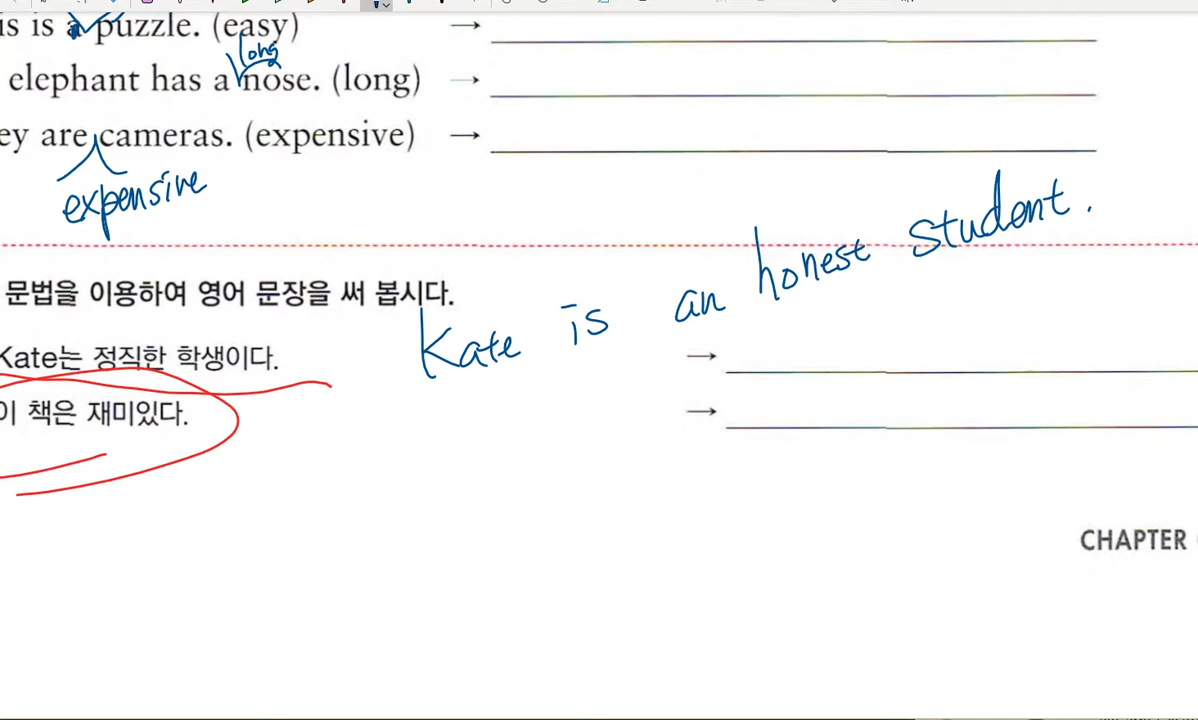 is is a puzzle. (easy) →
long
elephant has a nose. (long) →
ey are cameras. (expensive) →
expensive
문법을 이용하여 영어 문장을 써 봅시다.
Kate is an honest student.
Kate는 정직한 학생이다. →
이 책은 재미있다. →
CHAPTER